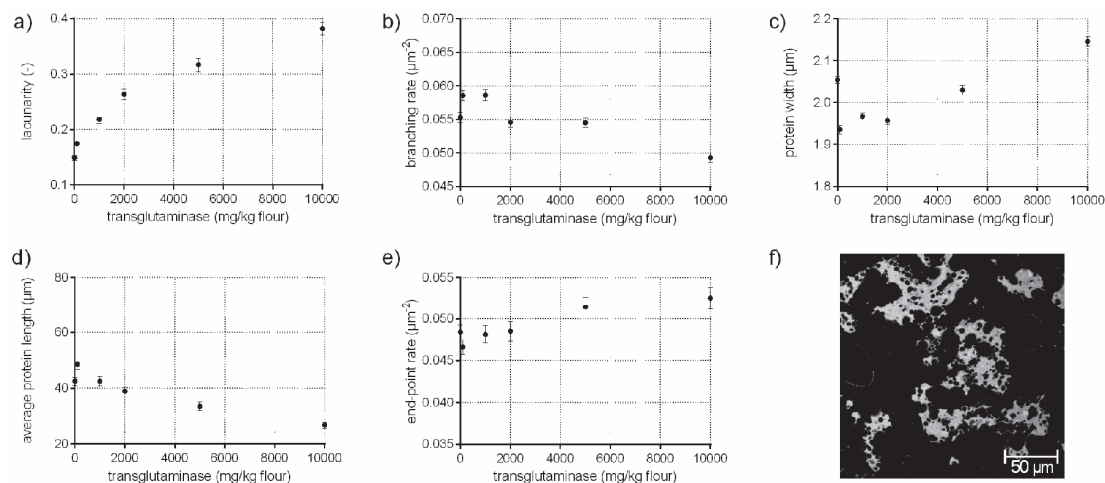 a)
0.4
0.3
0.2
0.1
lacunarity (-)
0 2000 4000 6000 8000 10000
transglutaminase (mg/kg flour)
b)
0.070
0.065
0.060
0.055
0.050
0.045
branching rate (µm⁻²)
0 2000 4000 6000 8000 10000
transglutaminase (mg/kg flour)
c)
2.2
2.1
2.0
1.9
1.8
protein width (µm)
0 2000 4000 6000 8000 10000
transglutaminase (mg/kg flour)
d)
80
60
40
20
average protein length (µm)
0 2000 4000 6000 8000 10000
transglutaminase (mg/kg flour)
e)
0.055
0.050
0.045
0.040
0.035
end-point rate (µm⁻²)
0 2000 4000 6000 8000 10000
transglutaminase (mg/kg flour)
f)
50 µm